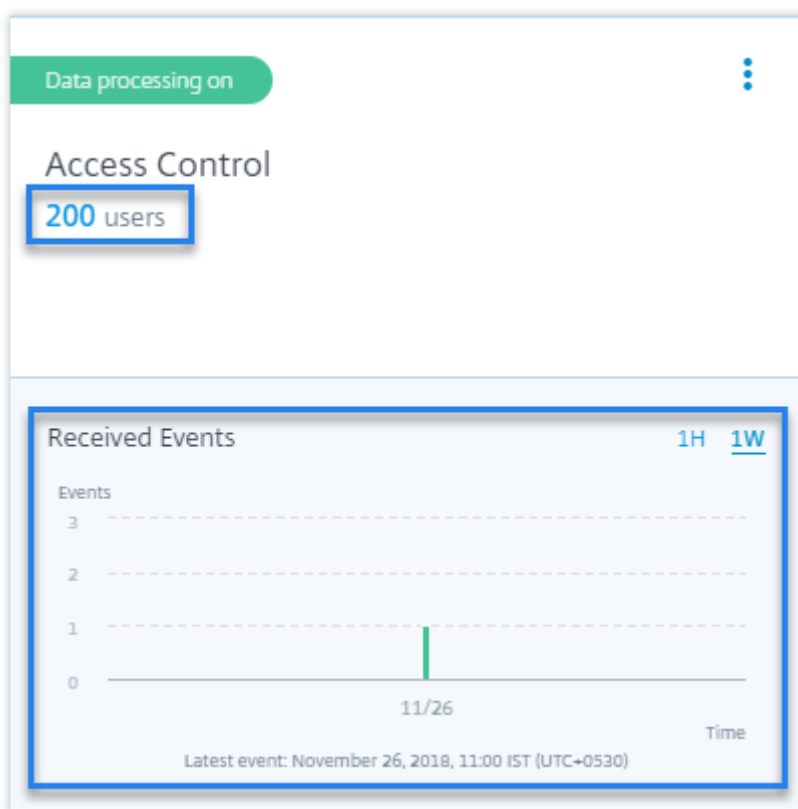 Data processing on
Access Control
200 users
Received Events
1H 1W
Events
3
2
1
0
11/26
Time
Latest event: November 26, 2018, 11:00 IST (UTC+0530)